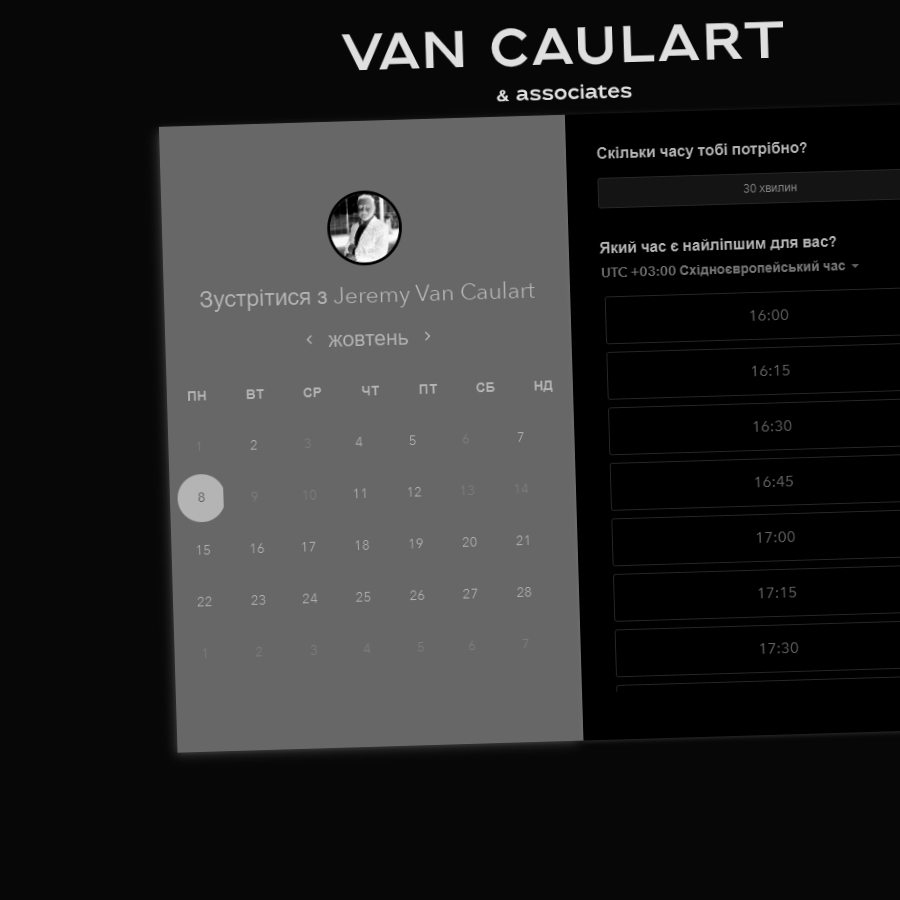 VAN CAULART
& associates
Зустрітися з Jeremy Van Caulart
жовтень
ПН ВТ СР ЧТ ПТ СБ НД
1 2 3 4 5 6 7
8 9 10 11 12 13 14
15 16 17 18 19 20 21
22 23 24 25 26 27 28
1 2 3 4 5 6 7
Скільки часу тобі потрібно?
30 хвилин
Який час є найліпшим для вас?
UTC +03:00 Східноєвропейський час
16:00
16:15
16:30
16:45
17:00
17:15
17:30